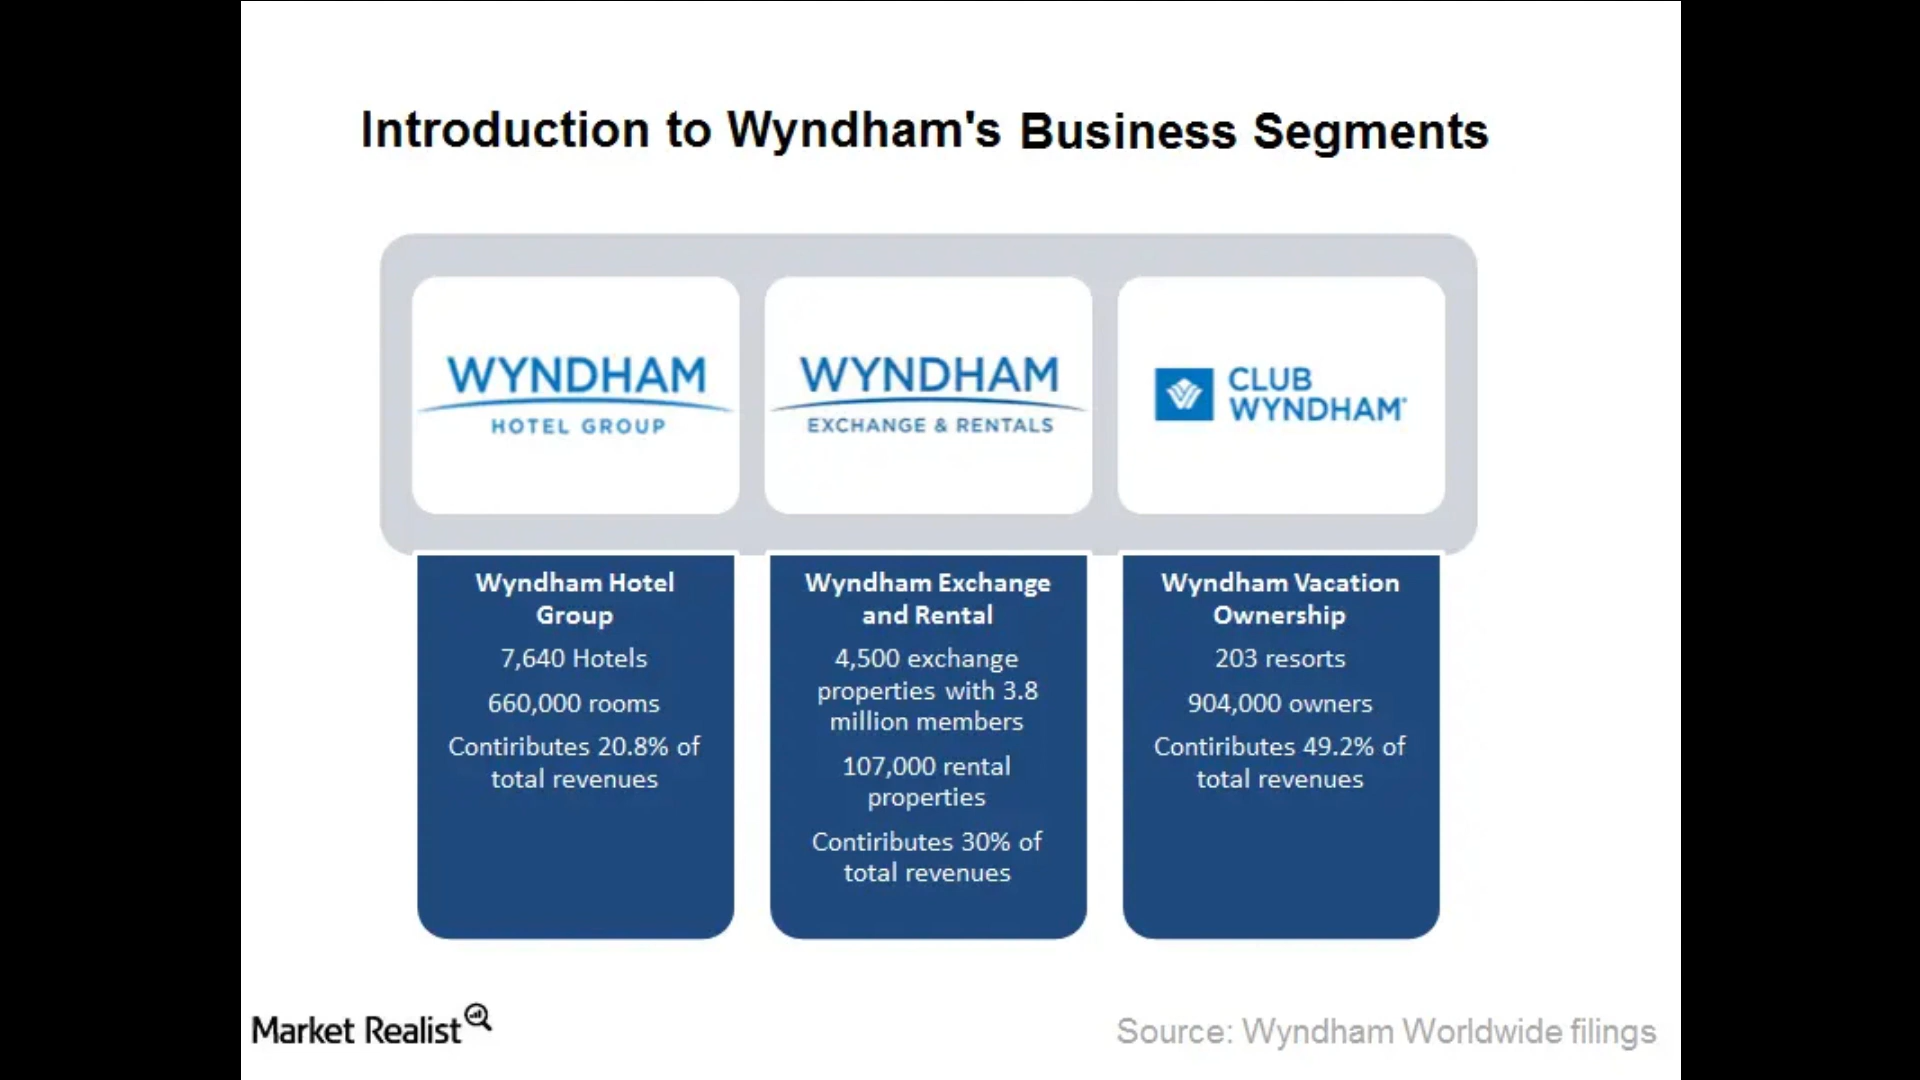 Introduction to Wyndham's Business Segments
WYNDHAM
HOTEL GROUP
WYNDHAM
EXCHANGE & RENTALS
CLUB
WYNDHAM
Wyndham Hotel
Group
7,640 Hotels
660,000 rooms
Contiributes 20.8% of
total revenues
Wyndham Exchange
and Rental
4,500 exchange
properties with 3.8
million members
107,000 rental
properties
Contiributes 30% of
total revenues
Wyndham Vacation
Ownership
203 resorts
904,000 owners
Contiributes 49.2% of
total revenues
Market Realist
Source: Wyndham Worldwide filings